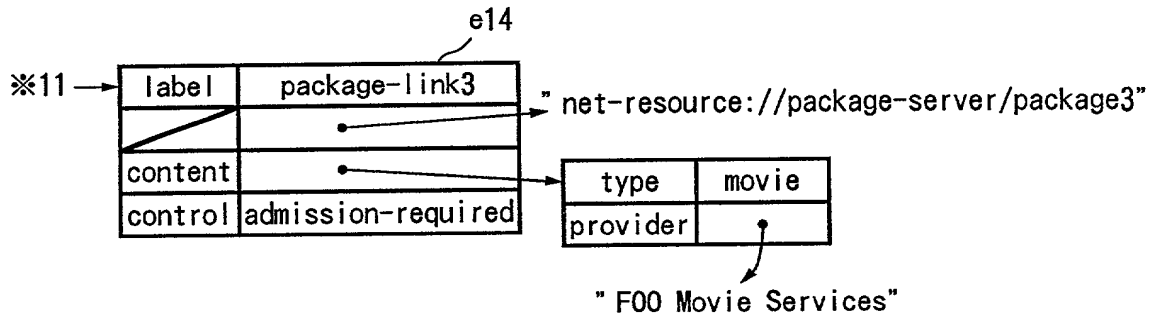 e14
※11
label package-link3
" net-resource://package-server/package3"
content
type movie
control admission-required
provider
" FOO Movie Services"